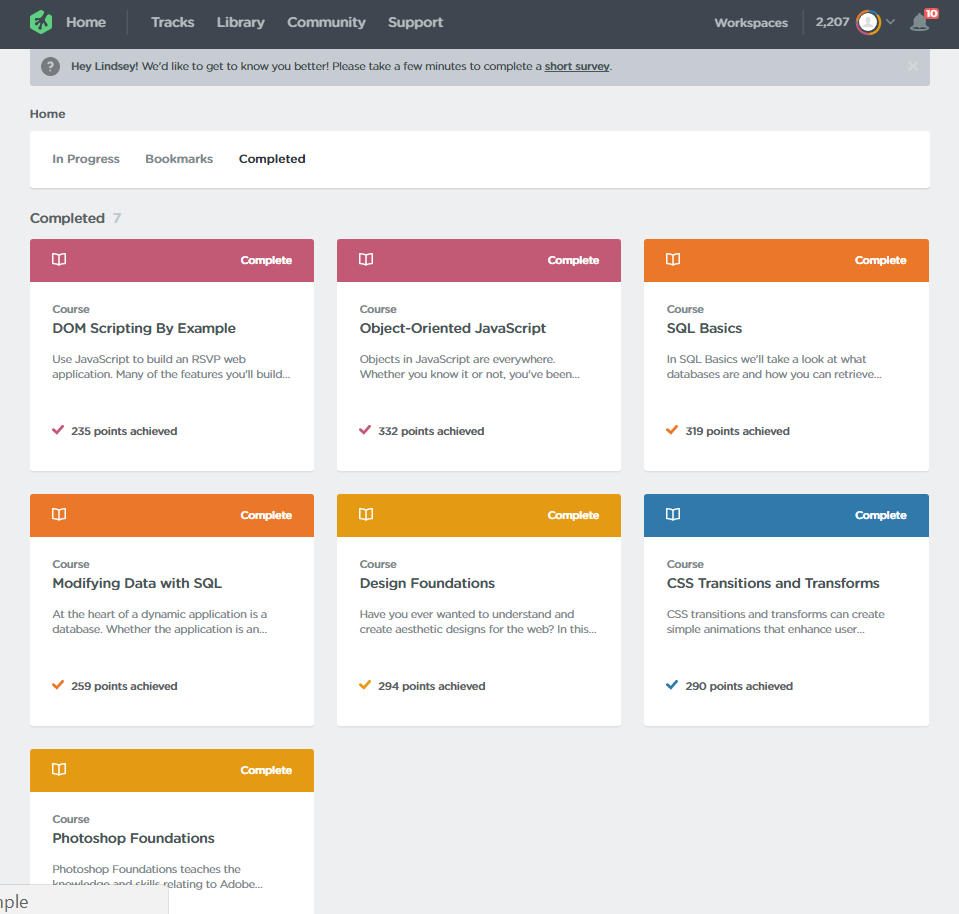 Home Tracks Library Community Support Workspaces 2,207 10
? Hey Lindsey! We'd like to get to know you better! Please take a few minutes to complete a short survey.
Home
In Progress Bookmarks Completed
Completed 7
Complete
Course
DOM Scripting By Example
Use JavaScript to build an RSVP web
application. Many of the features you'll build...
235 points achieved
Complete
Course
Object-Oriented JavaScript
Objects in JavaScript are everywhere.
Whether you know it or not, you've been...
332 points achieved
Complete
Course
SQL Basics
In SQL Basics we'll take a look at what
databases are and how you can retrieve...
319 points achieved
Complete
Course
Modifying Data with SQL
At the heart of a dynamic application is a
database. Whether the application is an...
259 points achieved
Complete
Course
Design Foundations
Have you ever wanted to understand and
create aesthetic designs for the web? In this...
294 points achieved
Complete
Course
CSS Transitions and Transforms
CSS transitions and transforms can create
simple animations that enhance user...
290 points achieved
Complete
Course
Photoshop Foundations
Photoshop Foundations teaches the
knowledge and skills relating to Adobe...